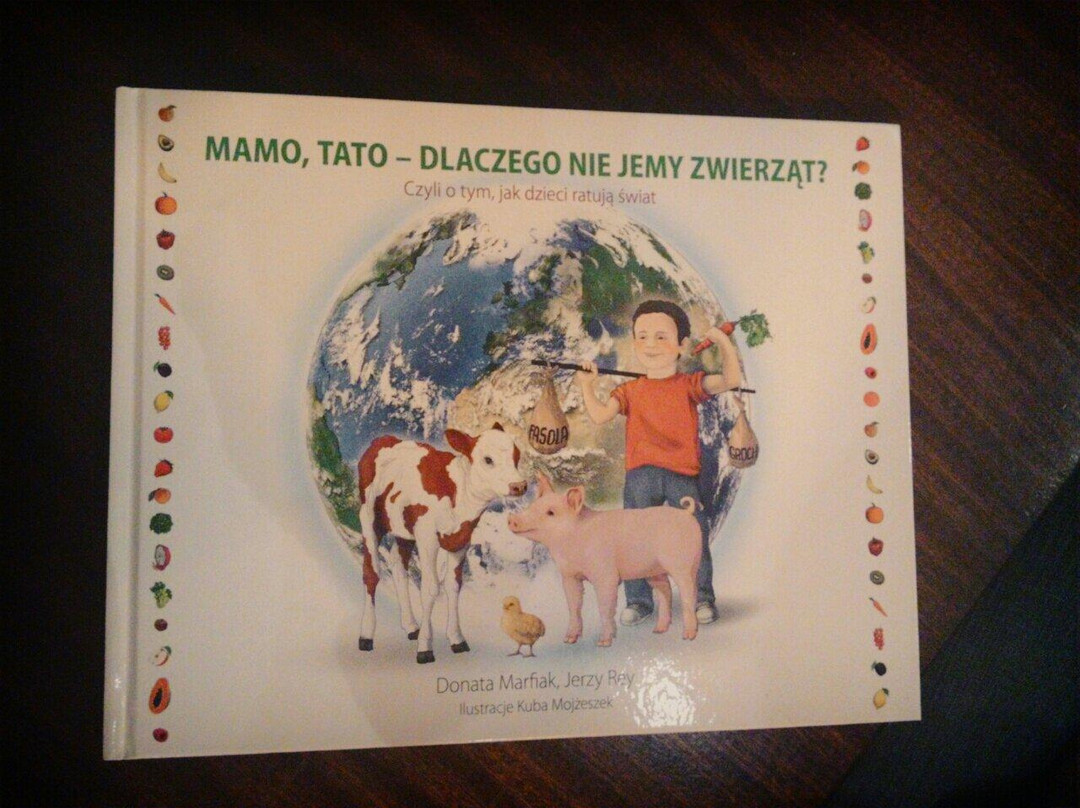 MAMO, TATO – DLACZEGO NIE JEMY ZWIERZĄT?
Czyli o tym, jak dzieci ratują świat
FASOLA
GROCH
Donata Marfiak, Jerzy Rey
Ilustracje Kuba Mojżeszek